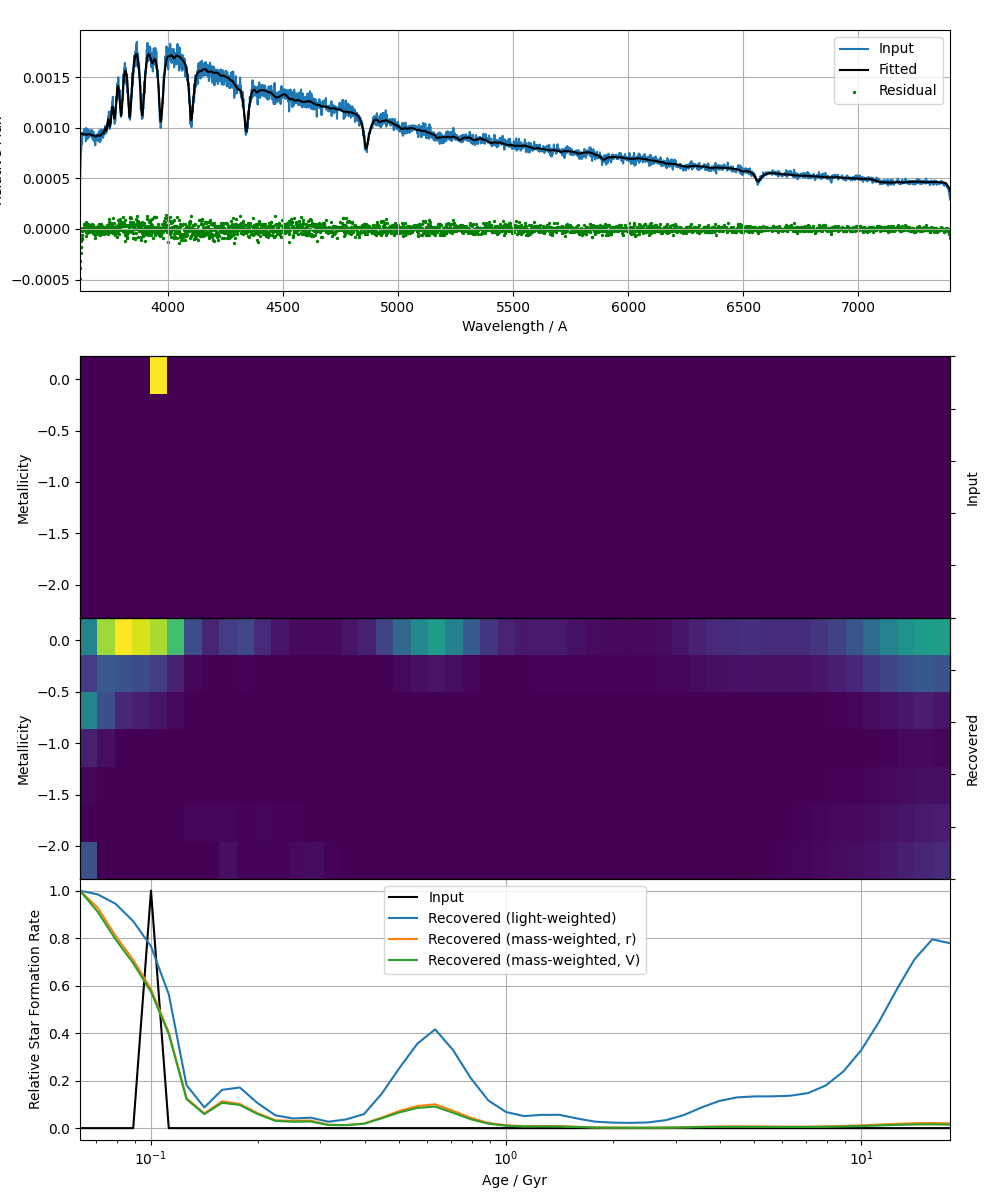 0.0015
0.0010
0.0005
0.0000
−0.0005
Input
Fitted
Residual
4000 4500 5000 5500 6000 6500 7000
Wavelength / A
0.0
−0.5
−1.0
−1.5
−2.0
Metallicity
Input
0.0
−0.5
−1.0
−1.5
−2.0
Metallicity
Recovered
1.0
0.8
0.6
0.4
0.2
0.0
Relative Star Formation Rate
Input
Recovered (light-weighted)
Recovered (mass-weighted, r)
Recovered (mass-weighted, V)
10⁻¹ 10⁰ 10¹
Age / Gyr